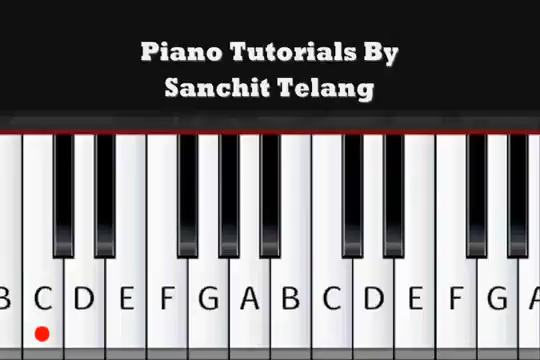 Piano Tutorials By
Sanchit Telang
B C D E F G A B C D E F G A